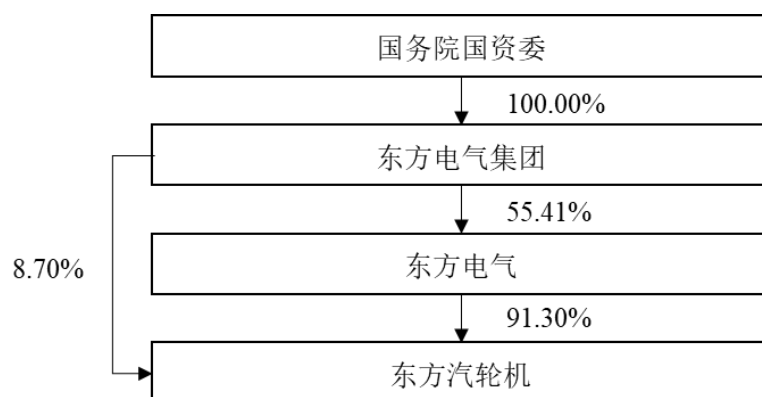 国务院国资委
100.00%
东方电气集团
55.41%
8.70%
东方电气
91.30%
东方汽轮机